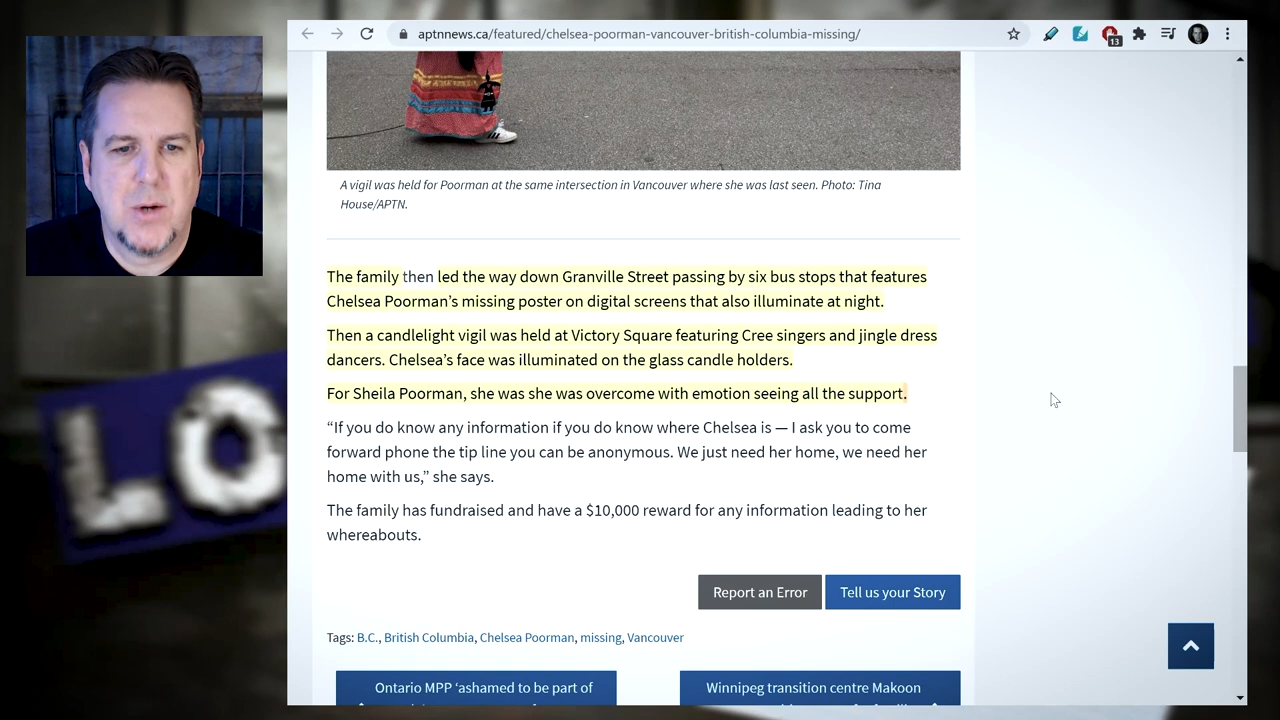 aptnnews.ca/featured/chelsea-poorman-vancouver-british-columbia-missing/
13
A vigil was held for Poorman at the same intersection in Vancouver where she was last seen. Photo: Tina
House/APTN.
The family then led the way down Granville Street passing by six bus stops that features
Chelsea Poorman’s missing poster on digital screens that also illuminate at night.
Then a candlelight vigil was held at Victory Square featuring Cree singers and jingle dress
dancers. Chelsea’s face was illuminated on the glass candle holders.
For Sheila Poorman, she was she was overcome with emotion seeing all the support.
“If you do know any information if you do know where Chelsea is — I ask you to come
forward phone the tip line you can be anonymous. We just need her home, we need her
home with us,” she says.
The family has fundraised and have a $10,000 reward for any information leading to her
whereabouts.
Report an Error
Tell us your Story
Tags: B.C., British Columbia, Chelsea Poorman, missing, Vancouver
Ontario MPP ‘ashamed to be part of
Winnipeg transition centre Makoon
LO